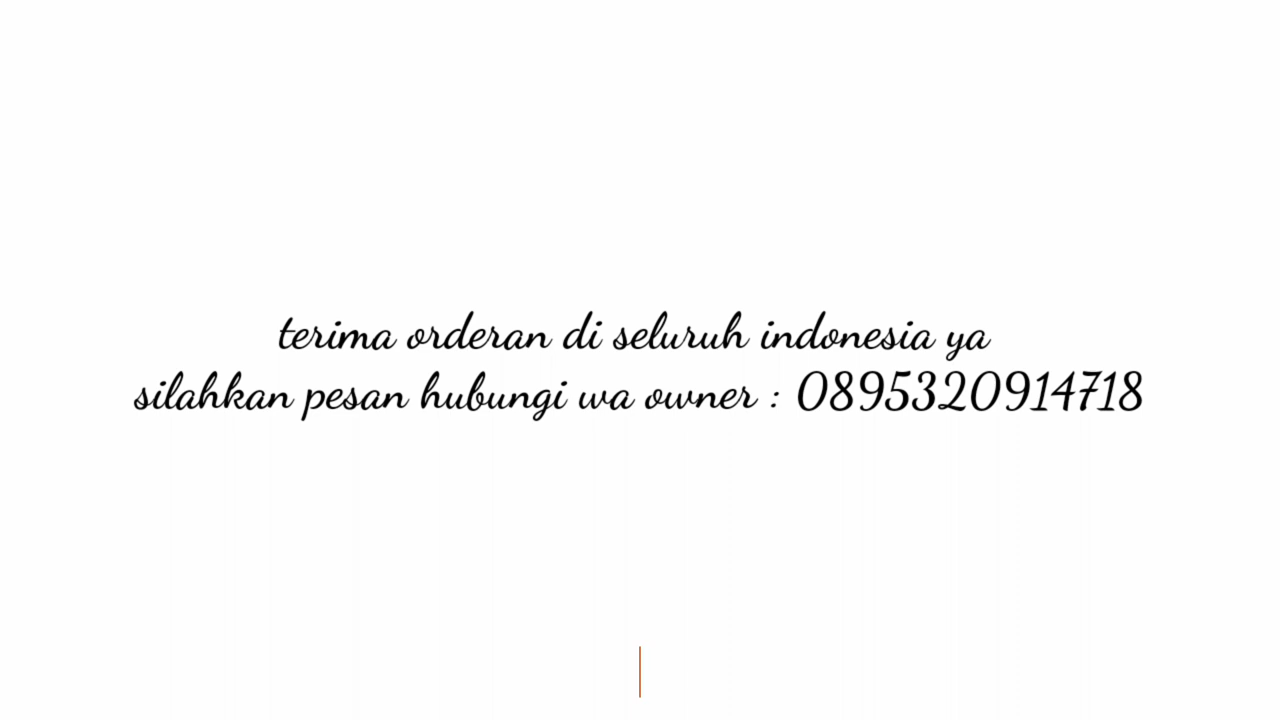 terima orderan di seluruh indonesia ya
silahkan pesan hubungi wa owner : 0895320914718